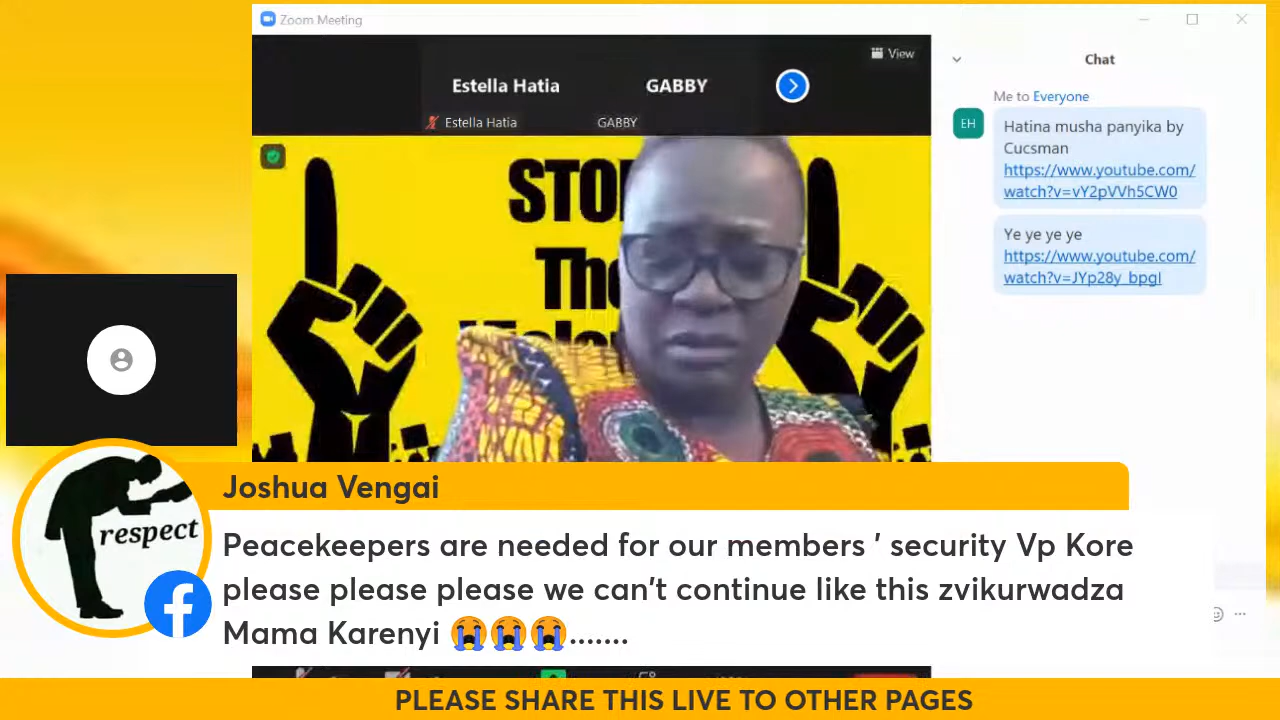 Zoom Meeting
View
Estella Hatia
GABBY
Estella Hatia
GABBY
STO
The
Chat
Me to Everyone
EH
Hatina musha panyika by
Cucsman
https://www.youtube.com/
watch?v=vY2pVVh5CW0
Ye ye ye ye
https://www.youtube.com/
watch?v=JYp28y_bpgI
respect
Joshua Vengai
Peacekeepers are needed for our members ' security Vp Kore
please please please we can't continue like this zvikurwadza
Mama Karenyi 😭😭😭.......
PLEASE SHARE THIS LIVE TO OTHER PAGES